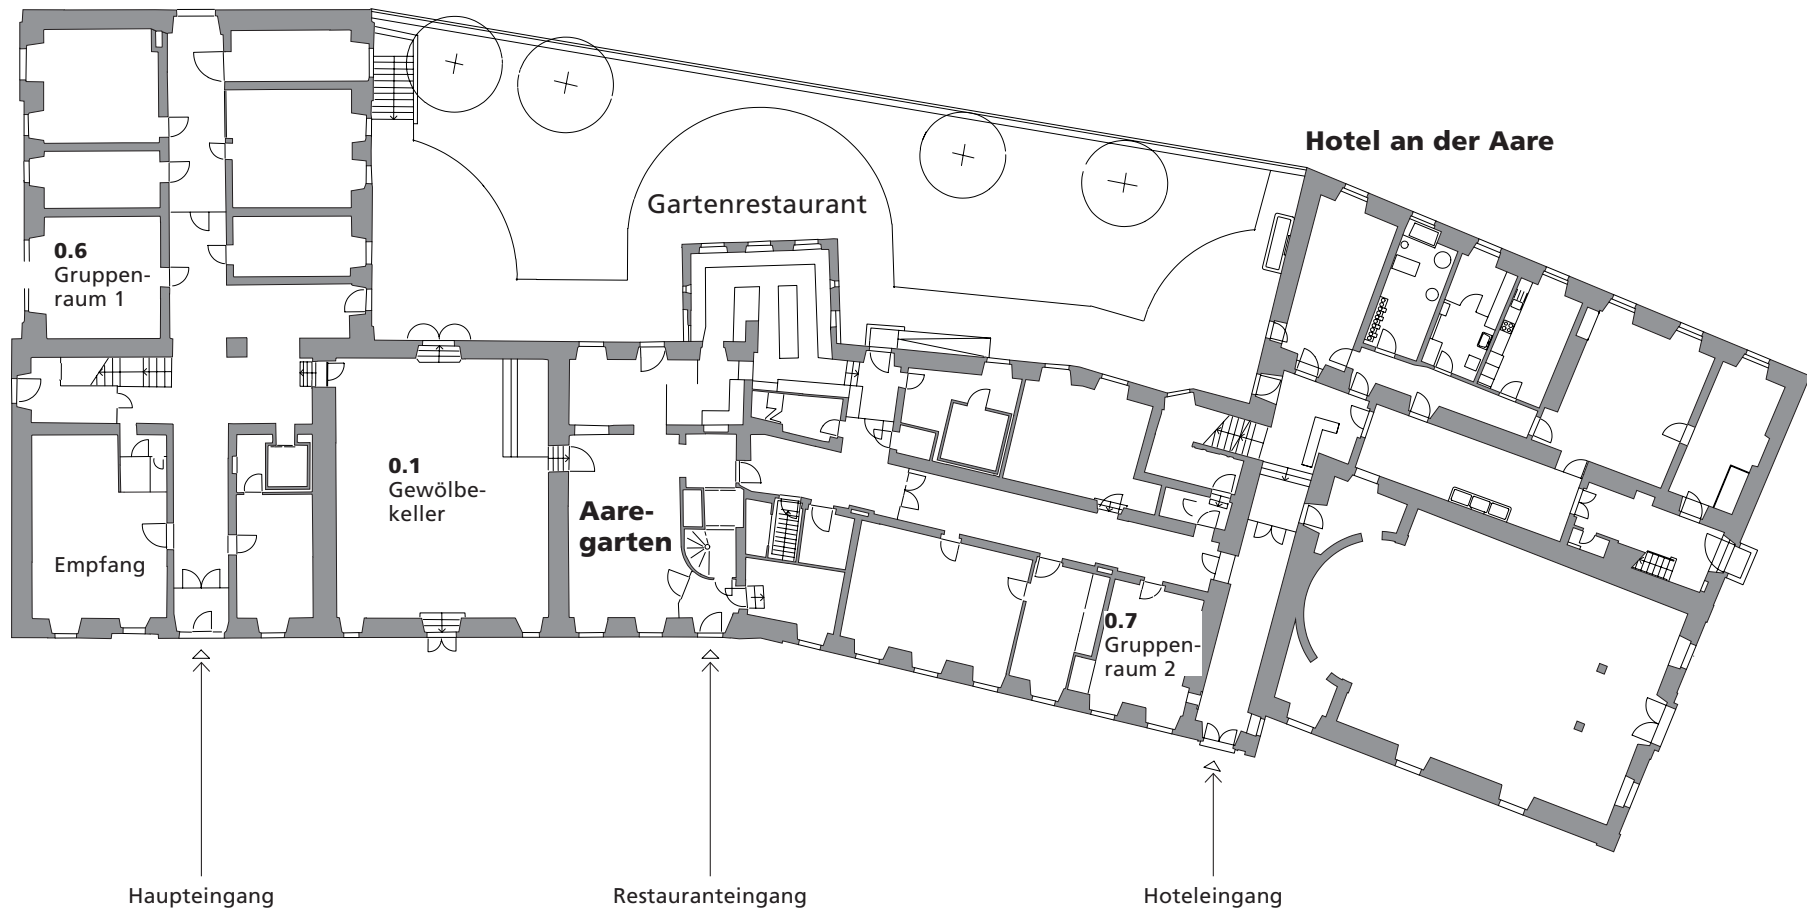 Hotel an der Aare
Gartenrestaurant
0.6
Gruppen-
raum 1
0.1
Gewölbe-
keller
Aare-
garten
Empfang
0.7
Gruppen-
raum 2
Haupteingang
Restauranteingang
Hoteleingang